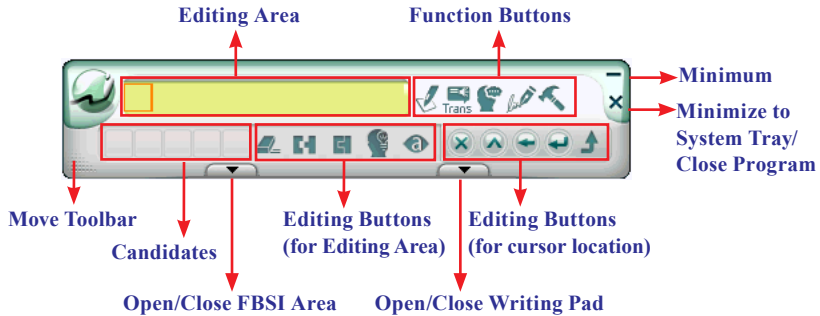 Editing Area
Function Buttons
Minimum
Trans
Minimize to
System Tray/
Close Program
a
Move Toolbar
Candidates
Editing Buttons
(for Editing Area)
Editing Buttons
(for cursor location)
Open/Close FBSI Area
Open/Close Writing Pad